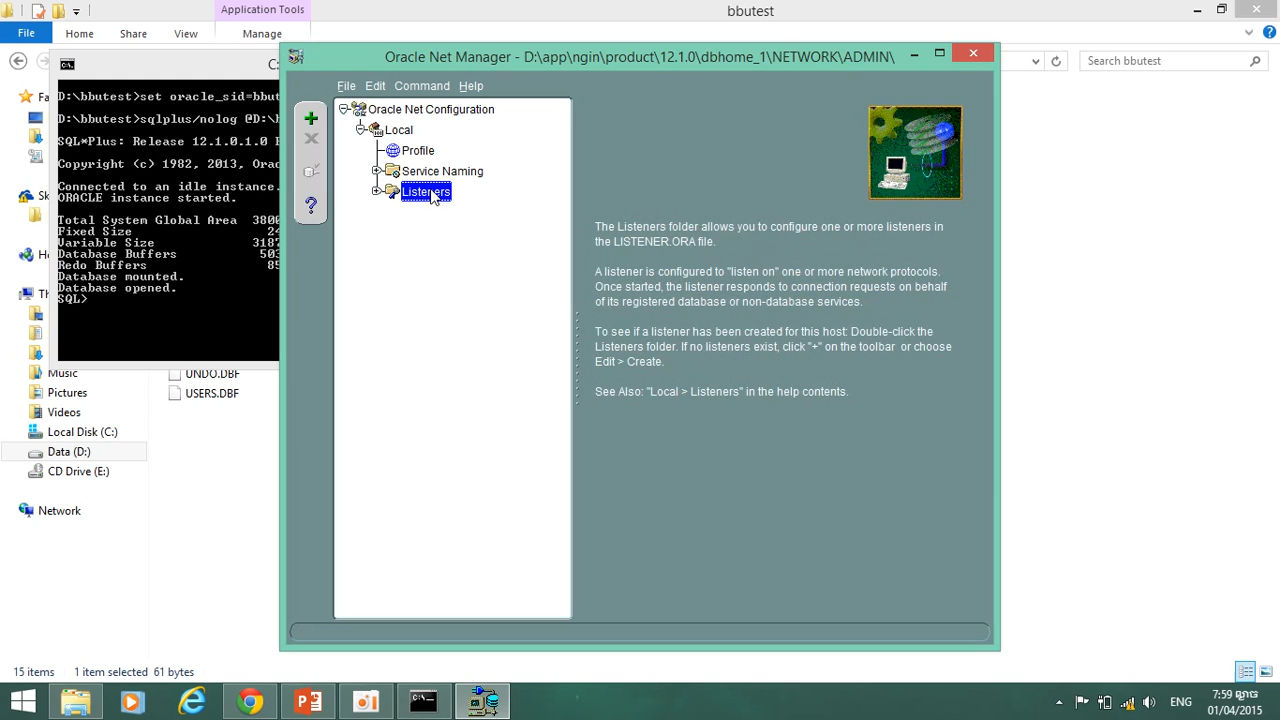 Application Tools
bbutest
File
Home
Share
View
Manage
Search bbutest
Oracle Net Manager - D:\app\ngin\product\12.1.0\dbhome_1\NETWORK\ADMIN\
File Edit Command Help
Oracle Net Configuration
Local
Profile
Service Naming
Listeners
The Listeners folder allows you to configure one or more listeners in
the LISTENER.ORA file.
A listener is configured to "listen on" one or more network protocols.
Once started, the listener responds to connection requests on behalf
of its registered database or non-database services.
To see if a listener has been created for this host: Double-click the
Listeners folder. If no listeners exist, click "+" on the toolbar or choose
Edit > Create.
See Also: "Local > Listeners" in the help contents.
D:\bbutest>set oracle_sid=bbut
D:\bbutest>sqlplus/nolog @D:\b
SQL*Plus: Release 12.1.0.1.0
Copyright (c) 1982, 2013, Orac
Connected to an idle instance.
ORACLE instance started.
Total System Global Area 3800
Fixed Size 24
Variable Size 3187
Database Buffers 503
Redo Buffers 85
Database mounted.
Database opened.
SQL>
Fa
Sk
Ho
Th
Music
Pictures
Videos
Local Disk (C:)
Data (D:)
CD Drive (E:)
Network
UNDO.DBF
USERS.DBF
15 items 1 item selected 61 bytes
ENG
7:59
01/04/2015